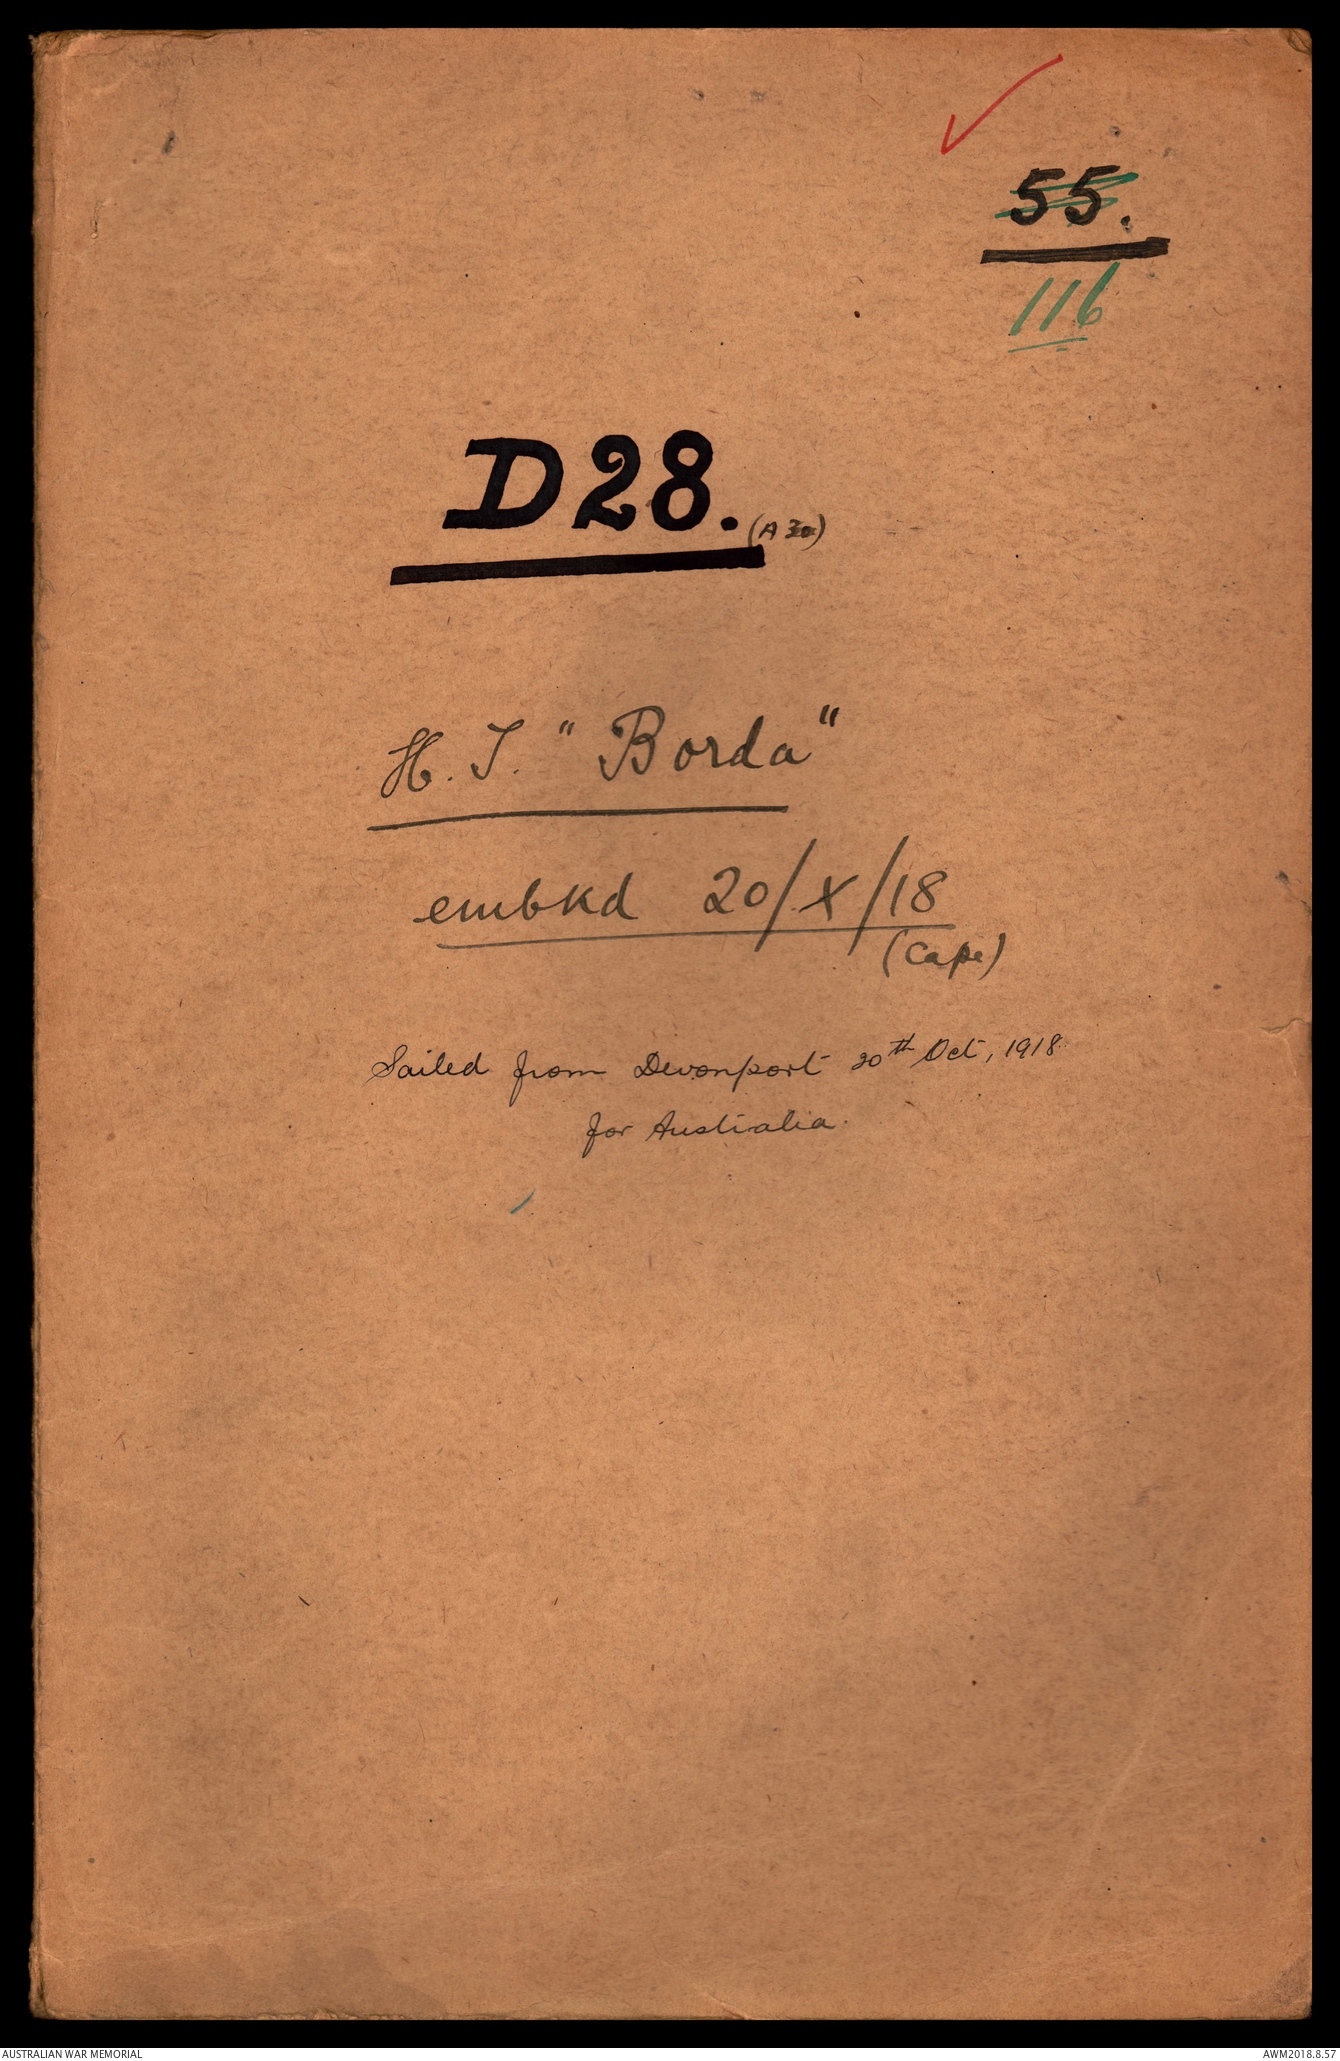 55.
116
D28.
(A 30)
H.T. "Borda"
embkd 20/X/18
(Cape)
Sailed from Devonport 20th Oct, 1918
for Australia.
AUSTRALIAN WAR MEMORIAL
AWM2018.8.57